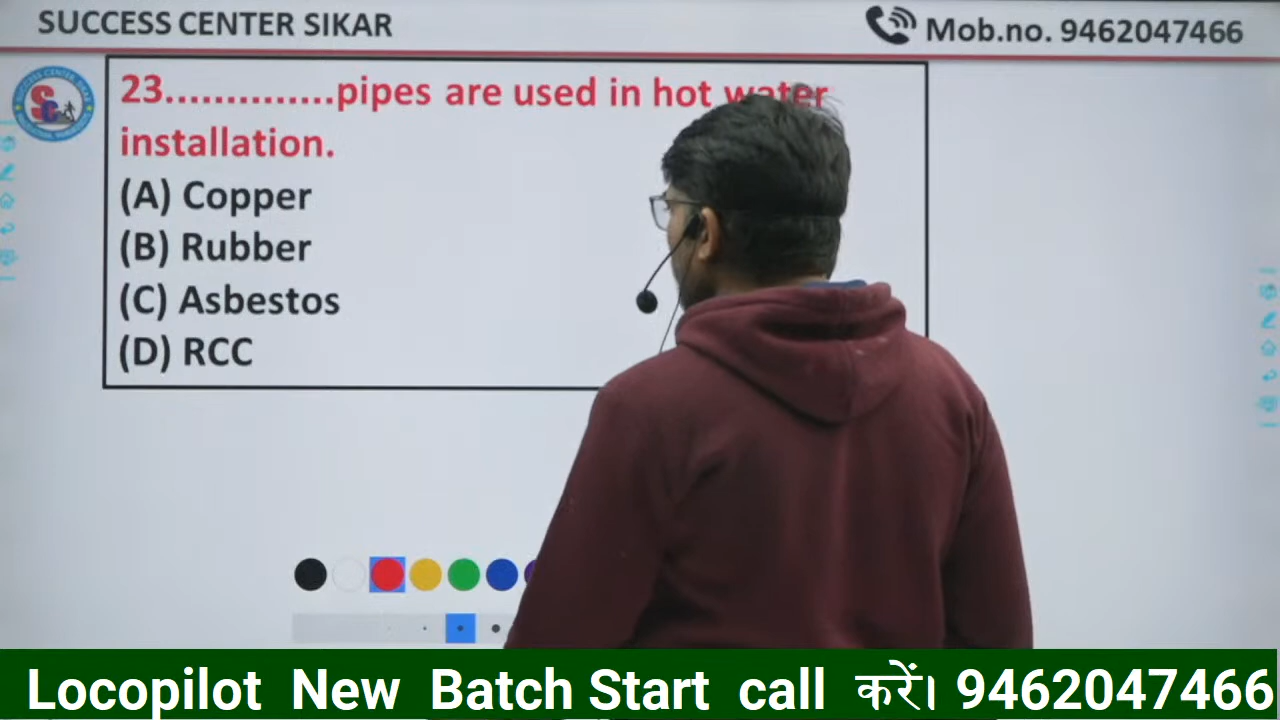 SUCCESS CENTER SIKAR
Mob.no. 9462047466
23..............pipes are used in hot water
installation.
(A) Copper
(B) Rubber
(C) Asbestos
(D) RCC
Locopilot New Batch Start call करें। 9462047466